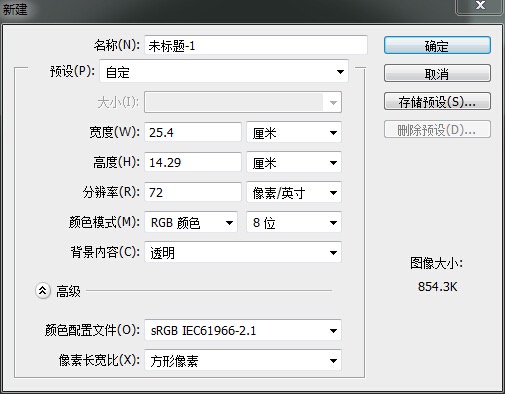 新建
名称(N): 未标题-1
确定
预设(P): 自定
取消
大小(I):
存储预设(S)...
宽度(W): 25.4 厘米
删除预设(D)...
高度(H): 14.29 厘米
分辨率(R): 72 像素/英寸
颜色模式(M): RGB 颜色 8 位
背景内容(C): 透明
图像大小:
854.3K
高级
颜色配置文件(O): sRGB IEC61966-2.1
像素长宽比(X): 方形像素